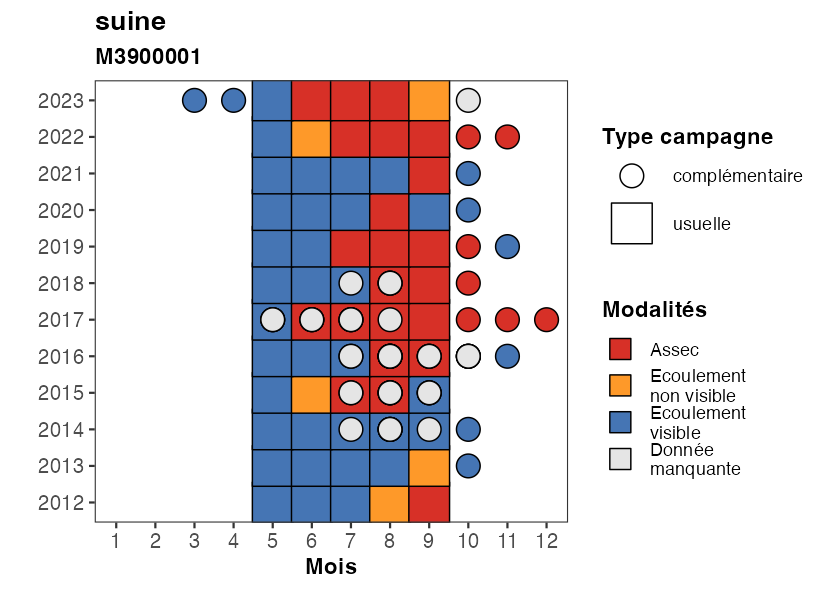 suine
M3900001
2023
2022
2021
2020
2019
2018
2017
2016
2015
2014
2013
2012
1 2 3 4 5 6 7 8 9 10 11 12
Mois
Type campagne
complémentaire
usuelle
Modalités
Assec
Ecoulement
non visible
Ecoulement
visible
Donnée
manquante